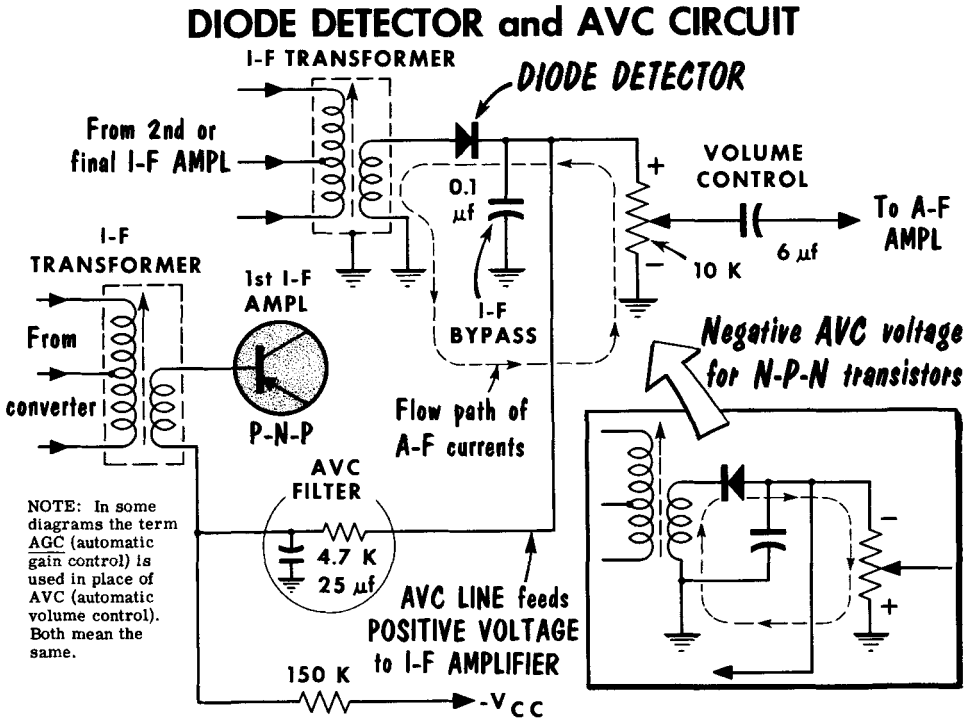 DIODE DETECTOR and AVC CIRCUIT
I-F TRANSFORMER
DIODE DETECTOR
From 2nd or
final I-F AMPL
0.1
µf
I-F
BYPASS
+
−
VOLUME
CONTROL
10 K
6 µf
To A-F
AMPL
I-F
TRANSFORMER
From
converter
1st I-F
AMPL
P-N-P
Flow path of
A-F currents
Negative AVC voltage
for N-P-N transistors
−
+
AVC
FILTER
4.7 K
25 µf
AVC LINE feeds
POSITIVE VOLTAGE
to I-F AMPLIFIER
NOTE: In some
diagrams the term
AGC (automatic
gain control) is
used in place of
AVC (automatic
volume control).
Both mean the
same.
150 K
-VCC